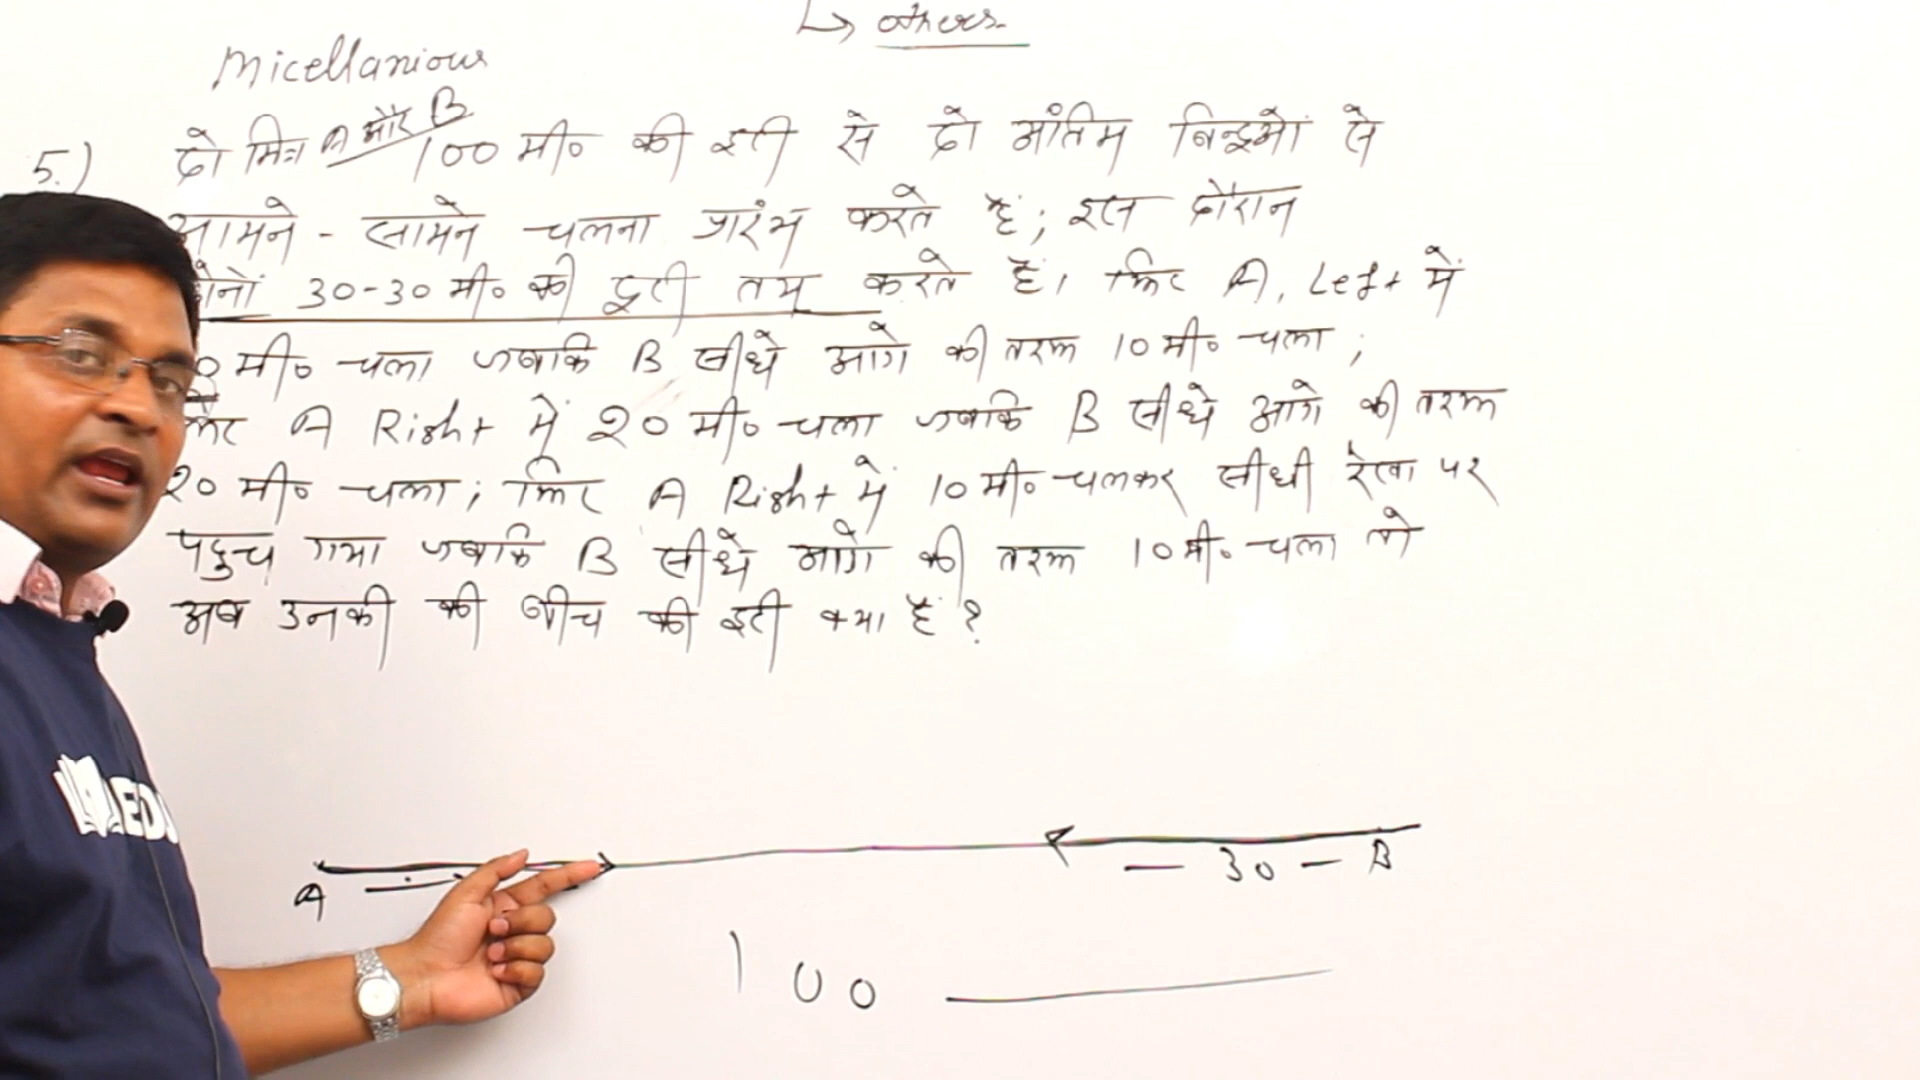 ↳ others
Micellanious
5.) दो मित्र A और B 100 मी० की दूरी से दो अंतिम बिन्दुओं से
सामने - सामने चलना प्रारंभ करते हैं; इस दौरान
दोनों 30-30 मी० की दूरी तय करते हैं। फिर A, Left में
मी० चला जबकि B सीधे आगे की तरफ 10 मी० चला ;
फिर A Right में 20 मी० चला जबकि B सीधे आगे की तरफ
20 मी० चला ; फिर A Right में 10 मी० चलकर सीधी रेखा पर
पहुच गया जबकि B सीधे आगे की तरफ 10 मी० चला तो
अब उनकी की बीच की दूरी क्या है ?
A — 30 — B
100
EDU